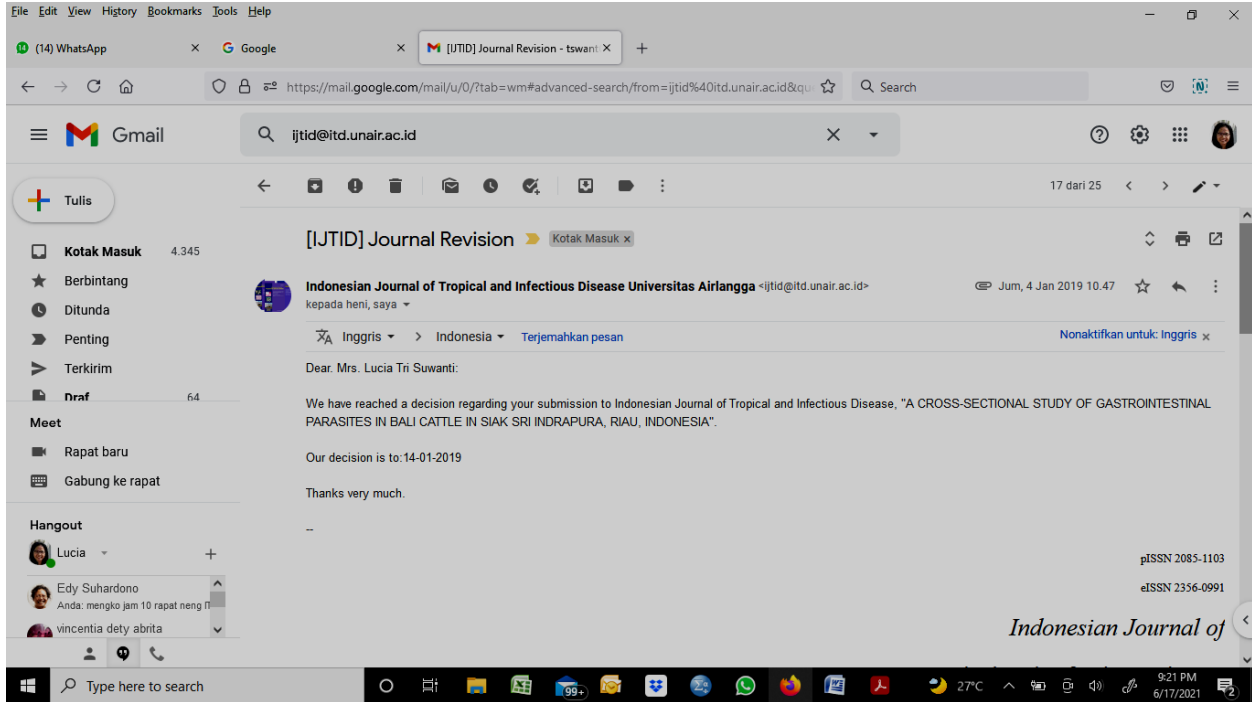 File Edit View History Bookmarks Tools Help
(14) WhatsApp
Google
[IJTID] Journal Revision - tswant
https://mail.google.com/mail/u/0/?tab=wm#advanced-search/from=ijtid%40itd.unair.ac.id&qu
Search
Gmail
ijtid@itd.unair.ac.id
Tulis
17 dari 25
Kotak Masuk 4.345
Berbintang
Ditunda
Penting
Terkirim
Draf 64
Meet
Rapat baru
Gabung ke rapat
Hangout
Lucia
Edy Suhardono
Anda: mengko jam 10 rapat neng
vincentia dety abrita
[IJTID] Journal Revision Kotak Masuk x
Indonesian Journal of Tropical and Infectious Disease Universitas Airlangga <ijtid@itd.unair.ac.id>
Jum, 4 Jan 2019 10.47
kepada heni, saya
Inggris > Indonesia Terjemahkan pesan
Nonaktifkan untuk: Inggris x
Dear. Mrs. Lucia Tri Suwanti:
We have reached a decision regarding your submission to Indonesian Journal of Tropical and Infectious Disease, "A CROSS-SECTIONAL STUDY OF GASTROINTESTINAL
PARASITES IN BALI CATTLE IN SIAK SRI INDRAPURA, RIAU, INDONESIA".
Our decision is to:14-01-2019
Thanks very much.
--
pISSN 2085-1103
eISSN 2356-0991
Indonesian Journal of
Type here to search
99+
27°C
9:21 PM
6/17/2021
2